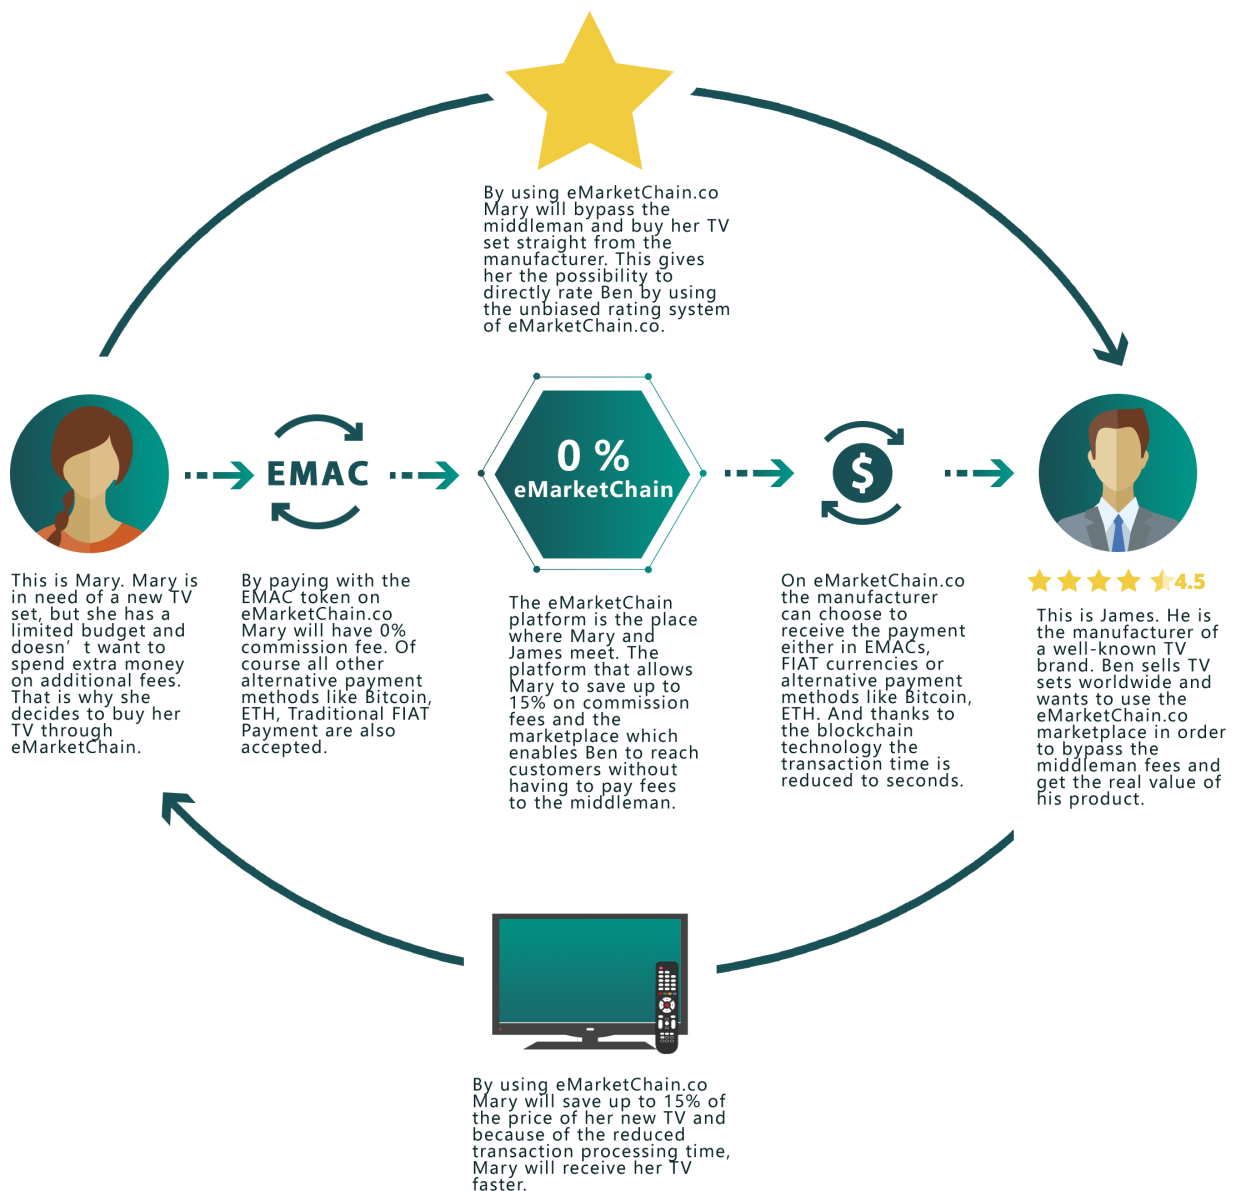 By using eMarketChain.co
Mary will bypass the
middleman and buy her TV
set straight from the
manufacturer. This gives
her the possibility to
directly rate Ben by using
the unbiased rating system
of eMarketChain.co.
EMAC
0 %
eMarketChain
$
4.5
This is Mary. Mary is
in need of a new TV
set, but she has a
limited budget and
doesn’ t want to
spend extra money
on additional fees.
That is why she
decides to buy her
TV through
eMarketChain.
By paying with the
EMAC token on
eMarketChain.co
Mary will have 0%
commission fee. Of
course all other
alternative payment
methods like Bitcoin,
ETH, Traditional FIAT
Payment are also
accepted.
The eMarketChain
platform is the place
where Mary and
James meet. The
platform that allows
Mary to save up to
15% on commission
fees and the
marketplace which
enables Ben to reach
customers without
having to pay fees
to the middleman.
On eMarketChain.co
the manufacturer
can choose to
receive the payment
either in EMACs,
FIAT currencies or
alternative payment
methods like Bitcoin,
ETH. And thanks to
the blockchain
technology the
transaction time is
reduced to seconds.
This is James. He is
the manufacturer of
a well-known TV
brand. Ben sells TV
sets worldwide and
wants to use the
eMarketChain.co
marketplace in order
to bypass the
middleman fees and
get the real value of
his product.
By using eMarketChain.co
Mary will save up to 15% of
the price of her new TV and
because of the reduced
transaction processing time,
Mary will receive her TV
faster.